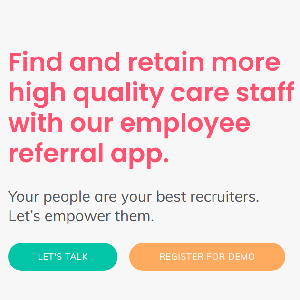 Find and retain more
high quality care staff
with our employee
referral app.
Your people are your best recruiters.
Let's empower them.
LET'S TALK
REGISTER FOR DEMO